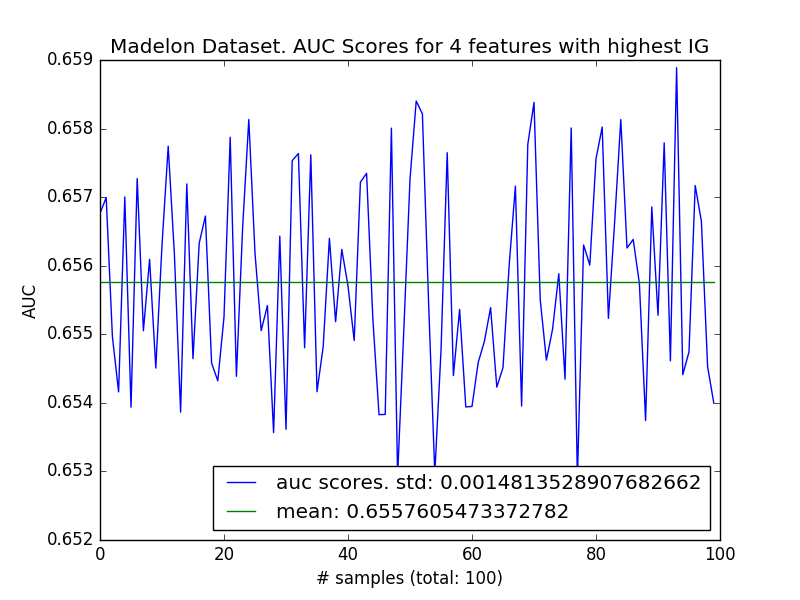 Madelon Dataset. AUC Scores for 4 features with highest IG
0.659
0.658
0.657
0.656
0.655
0.654
0.653
0.652
AUC
auc scores. std: 0.0014813528907682662
mean: 0.6557605473372782
0 20 40 60 80 100
# samples (total: 100)